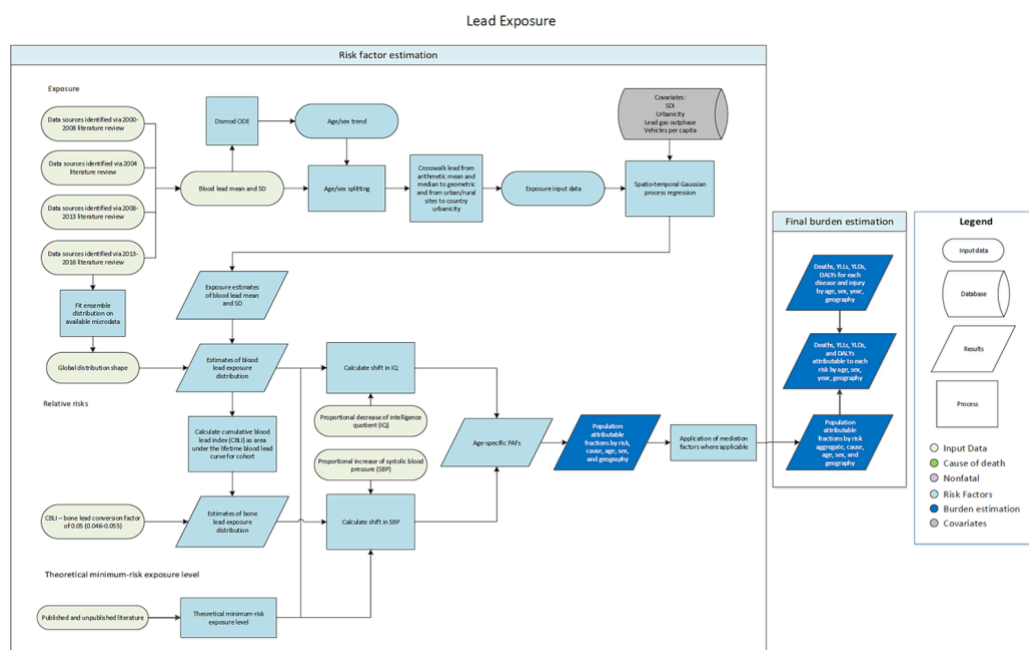 Lead Exposure
Risk factor estimation
Exposure
Data sources identified via 2000-
2008 literature review
Data sources identified via 2004
literature review
Data sources identified via 2008-
2013 literature review
Data sources identified via 2013-
2016 literature review
Dismod ODE
Age/sex trend
Blood lead mean and SD
Age/sex splitting
Crosswalk lead from
arithmetic mean and
median to geometric
and from urban/rural
sites to country
urbanicity
Exposure input data
Covariates:
SDI
Urbanicity
Lead gas outphase
Vehicles per capita
Spatio-temporal Gaussian
process regression
Fit ensemble
distribution on
available microdata
Global distribution shape
Exposure estimates
of blood lead mean
and SD
Estimates of blood
lead exposure
distribution
Calculate shift in IQ
Proportional decrease of intelligence
quotient (IQ)
Relative risks
Calculate cumulative blood
lead index (CBLI) as area
under the lifetime blood lead
curve for cohort
Proportional increase of systolic blood
pressure (SBP)
CBLI – bone lead conversion factor
of 0.05 (0.046-0.055)
Estimates of bone
lead exposure
distribution
Calculate shift in SBP
Age-specific PAFs
Population
attributable
fractions by risk,
cause, age, sex,
and geography
Application of mediation
factors where applicable
Theoretical minimum-risk exposure level
Published and unpublished literature
Theoretical minimum-risk
exposure level
Final burden estimation
Deaths, YLLs, YLDs,
DALYs for each
disease and injury
by age, sex, year,
geography
Deaths, YLLs, YLDs,
and DALYs
attributable to each
risk by age, sex,
year, geography
Population
attributable
fractions by risk
aggregate, cause,
age, sex, and
geography
Legend
Input data
Database
Results
Process
Input Data
Cause of death
Nonfatal
Risk Factors
Burden estimation
Covariates